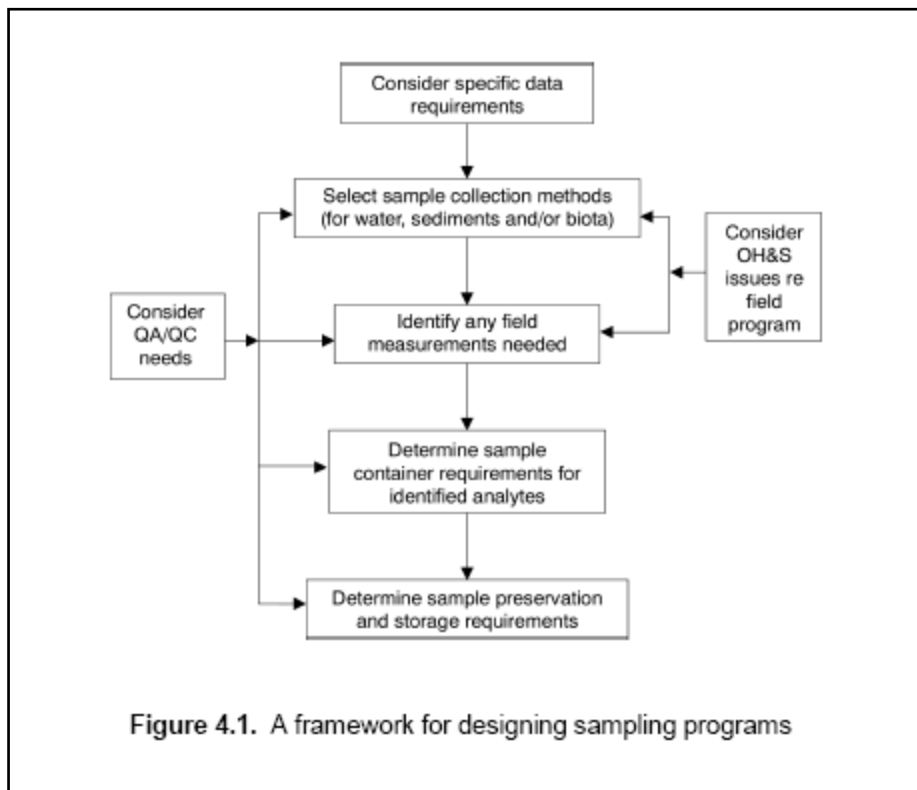 Consider specific data
requirements
Select sample collection methods
(for water, sediments and/or biota)
Consider
OH&S
issues re
field
program
Consider
QA/QC
needs
Identify any field
measurements needed
Determine sample
container requirements for
identified analytes
Determine sample preservation
and storage requirements
Figure 4.1. A framework for designing sampling programs